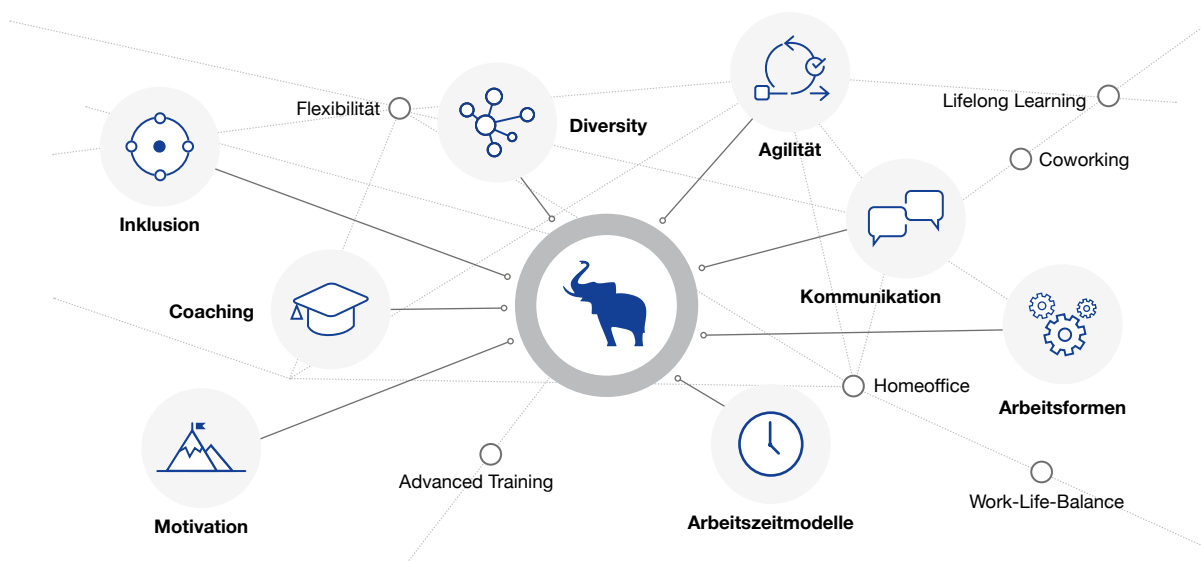 Flexibilität
Diversity
Agilität
Lifelong Learning
Coworking
Inklusion
Coaching
Kommunikation
Homeoffice
Arbeitsformen
Motivation
Advanced Training
Arbeitszeitmodelle
Work-Life-Balance